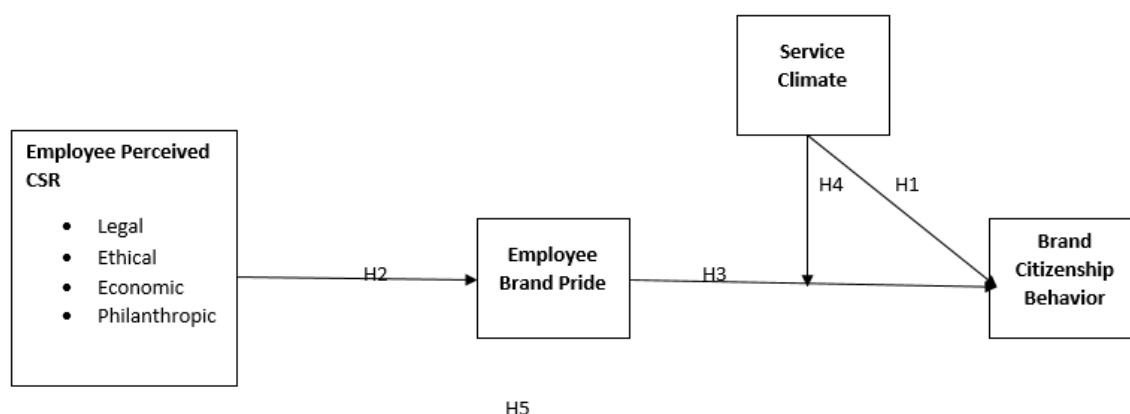 Service
Climate
Employee Perceived
CSR
• Legal
• Ethical
• Economic
• Philanthropic
H4
H1
Employee
Brand Pride
Brand
Citizenship
Behavior
H2
H3
H5